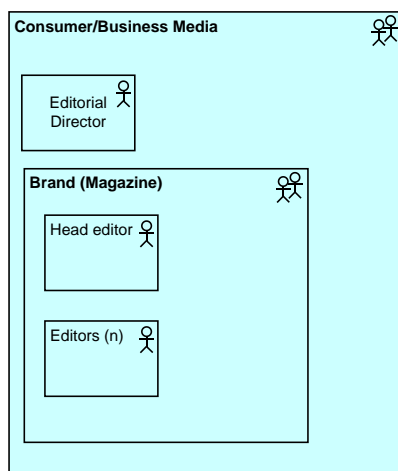 Consumer/Business Media
Editorial
Director
Brand (Magazine)
Head editor
Editors (n)